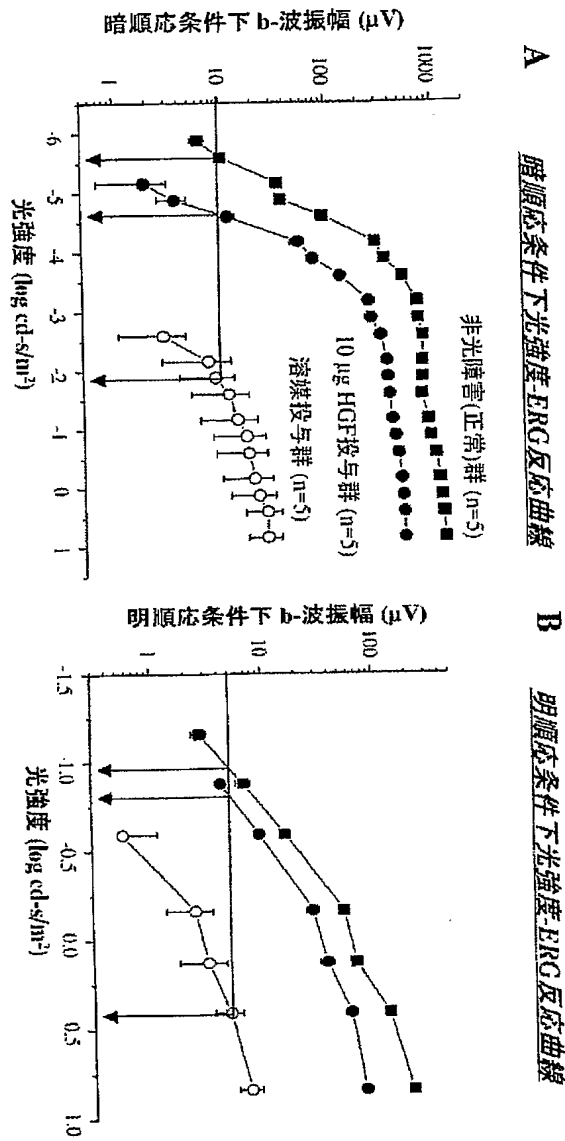 A
暗順応条件下光強度-ERG反応曲線
暗順応条件下 b-波振幅 (μV)
1000
100
10
1
非光障害(正常)群 (n=5)
10 μg HGF投与群 (n=5)
溶媒投与群 (n=5)
-6 -5 -4 -3 -2 -1 0 1
光強度 (log cd-s/m²)
B
明順応条件下光強度-ERG反応曲線
明順応条件下 b-波振幅 (μV)
100
10
1
-1.5 -1.0 -0.5 0.0 0.5 1.0
光強度 (log cd-s/m²)